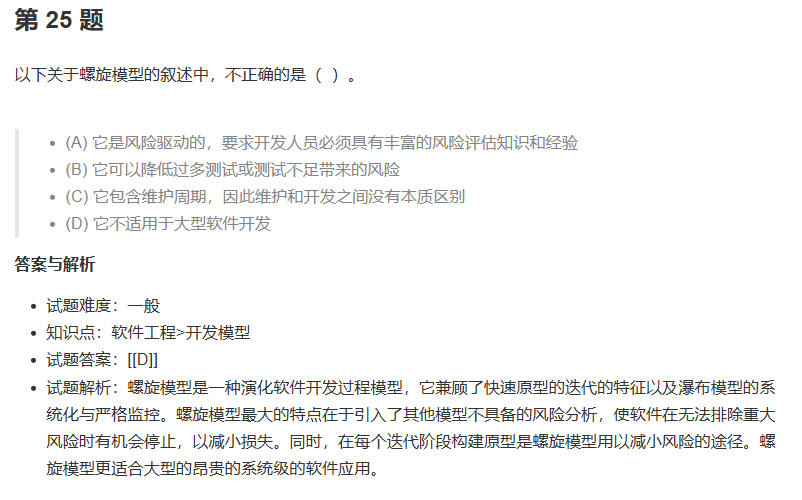 第 25 题
以下关于螺旋模型的叙述中，不正确的是（ ）。
(A) 它是风险驱动的，要求开发人员必须具有丰富的风险评估知识和经验
(B) 它可以降低过多测试或测试不足带来的风险
(C) 它包含维护周期，因此维护和开发之间没有本质区别
(D) 它不适用于大型软件开发
答案与解析
试题难度：一般
知识点：软件工程>开发模型
试题答案：[[D]]
试题解析：螺旋模型是一种演化软件开发过程模型，它兼顾了快速原型的迭代的特征以及瀑布模型的系
统化与严格监控。螺旋模型最大的特点在于引入了其他模型不具备的风险分析，使软件在无法排除重大
风险时有机会停止，以减小损失。同时，在每个迭代阶段构建原型是螺旋模型用以减小风险的途径。螺
旋模型更适合大型的昂贵的系统级的软件应用。